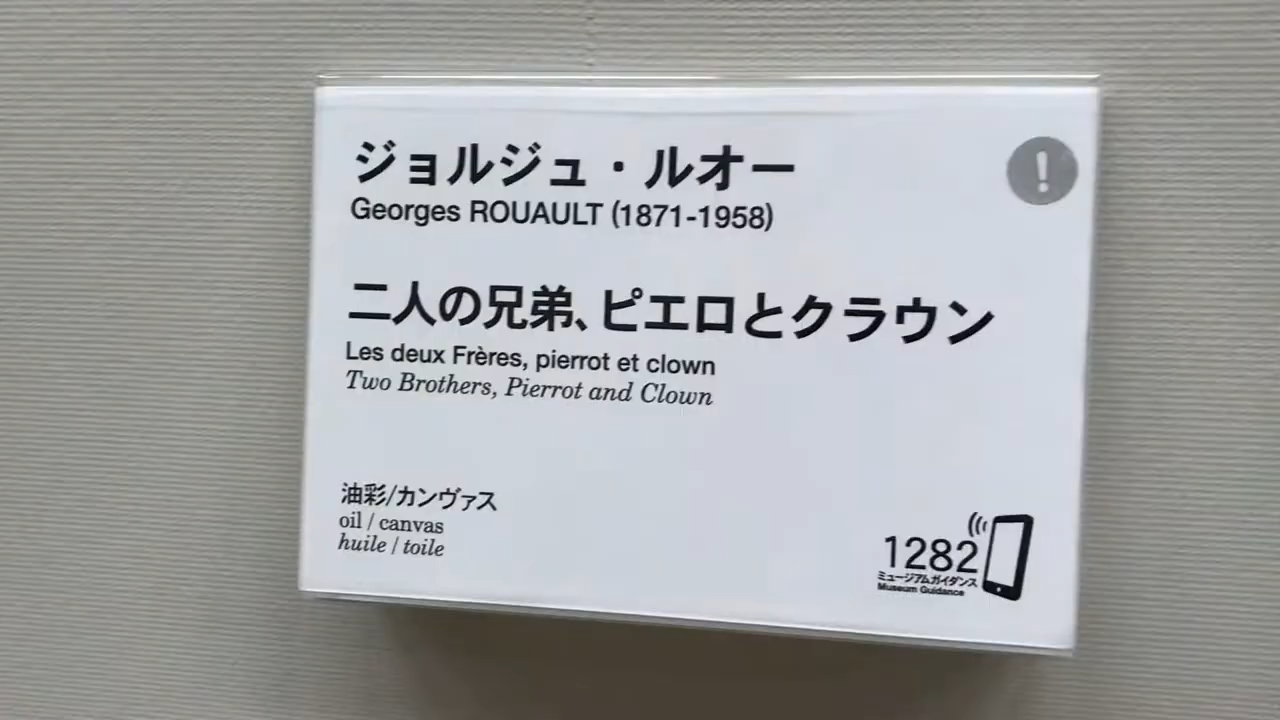 ジョルジュ・ルオー
Georges ROUAULT (1871-1958)
二人の兄弟、ピエロとクラウン
Les deux Frères, pierrot et clown
Two Brothers, Pierrot and Clown
油彩/カンヴァス
oil / canvas
huile / toile
1282
ミュージアムガイダンス
Museum Guidance
!